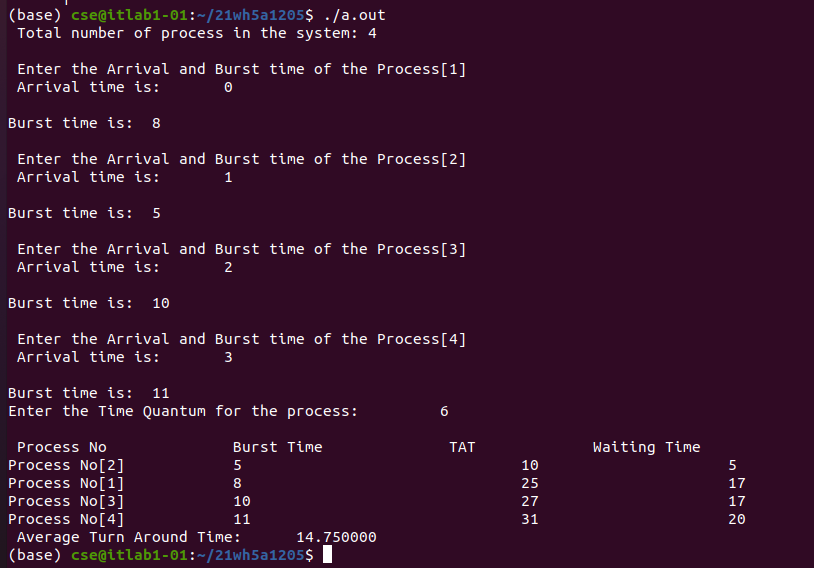 (base) cse@itlab1-01:~/21wh5a1205$ ./a.out
Total number of process in the system: 4
Enter the Arrival and Burst time of the Process[1]
Arrival time is: 0
Burst time is: 8
Enter the Arrival and Burst time of the Process[2]
Arrival time is: 1
Burst time is: 5
Enter the Arrival and Burst time of the Process[3]
Arrival time is: 2
Burst time is: 10
Enter the Arrival and Burst time of the Process[4]
Arrival time is: 3
Burst time is: 11
Enter the Time Quantum for the process: 6
Process No Burst Time TAT Waiting Time
Process No[2] 5 10 5
Process No[1] 8 25 17
Process No[3] 10 27 17
Process No[4] 11 31 20
Average Turn Around Time: 14.750000
(base) cse@itlab1-01:~/21wh5a1205$